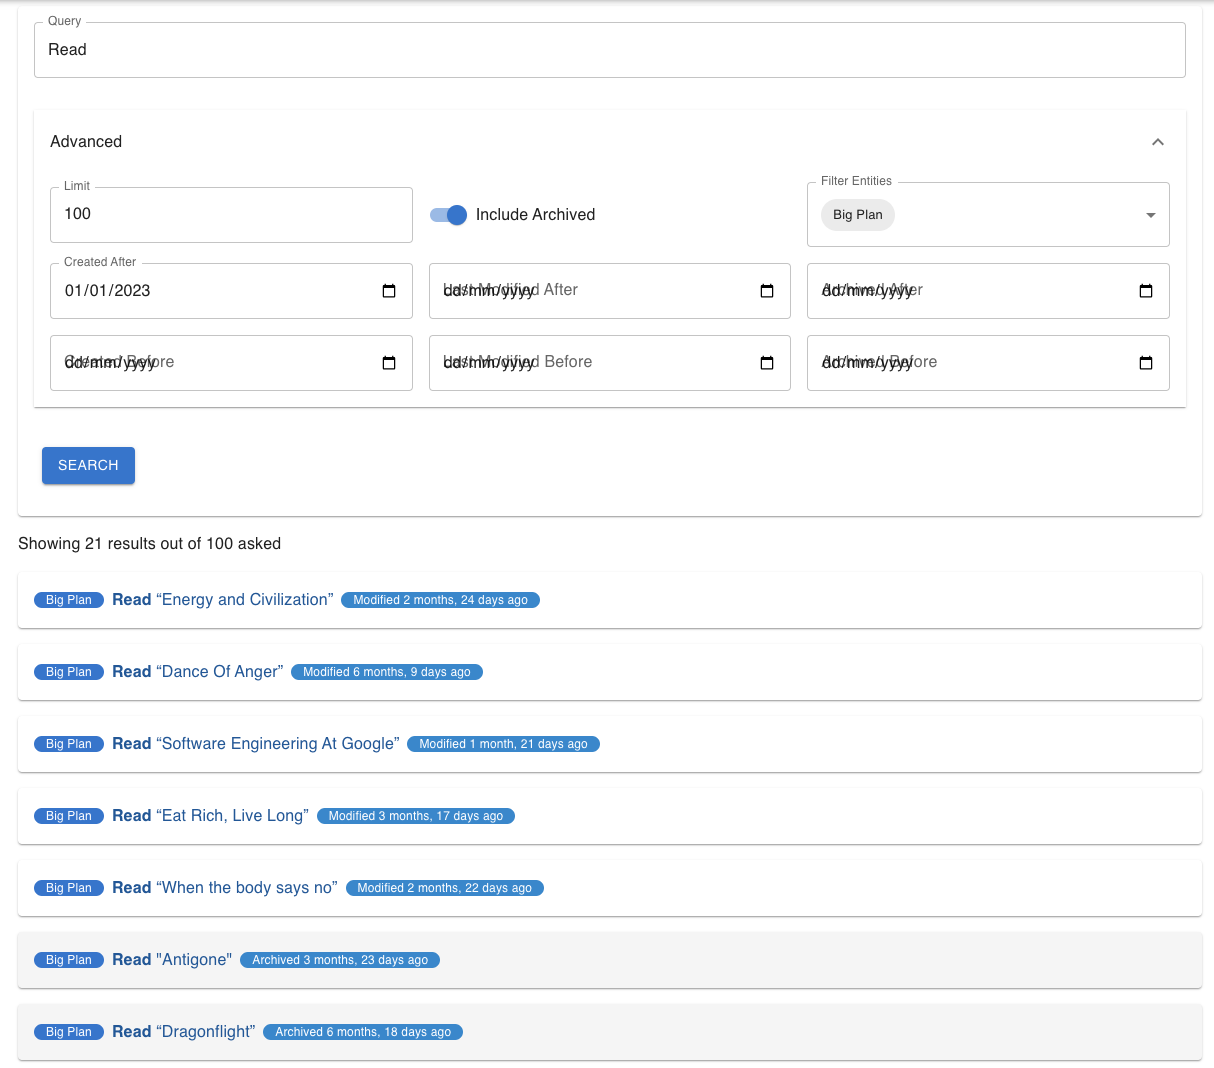 Query
Read
Advanced
Limit
100
Include Archived
Filter Entities
Big Plan
Created After
01/01/2023
dd/mm/yyyy Last Modified After
dd/mm/yyyy Archived After
dd/mm/yyyy Created Before
dd/mm/yyyy Last Modified Before
dd/mm/yyyy Archived Before
SEARCH
Showing 21 results out of 100 asked
Big Plan Read “Energy and Civilization” Modified 2 months, 24 days ago
Big Plan Read “Dance Of Anger” Modified 6 months, 9 days ago
Big Plan Read “Software Engineering At Google” Modified 1 month, 21 days ago
Big Plan Read “Eat Rich, Live Long” Modified 3 months, 17 days ago
Big Plan Read “When the body says no” Modified 2 months, 22 days ago
Big Plan Read "Antigone" Archived 3 months, 23 days ago
Big Plan Read “Dragonflight” Archived 6 months, 18 days ago